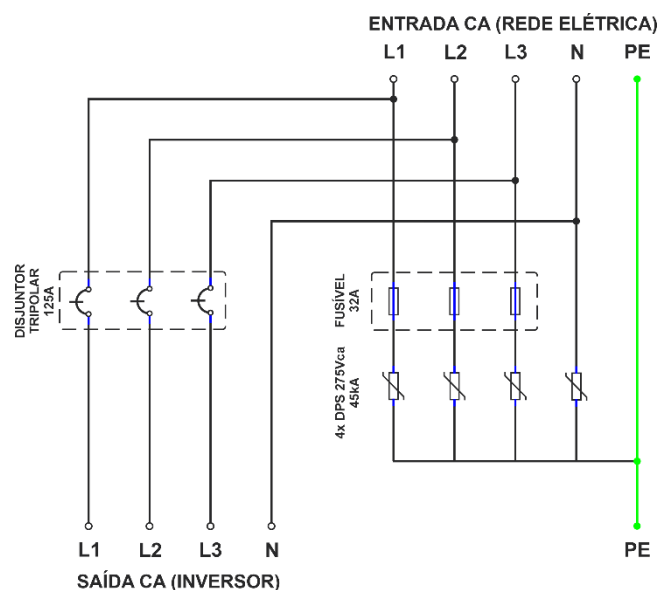 ENTRADA CA (REDE ELÉTRICA)
L1 L2 L3 N PE
DISJUNTOR
TRIPOLAR
125A
FUSÍVEL
32A
4x DPS 275Vca
45kA
L1 L2 L3 N PE
SAÍDA CA (INVERSOR)